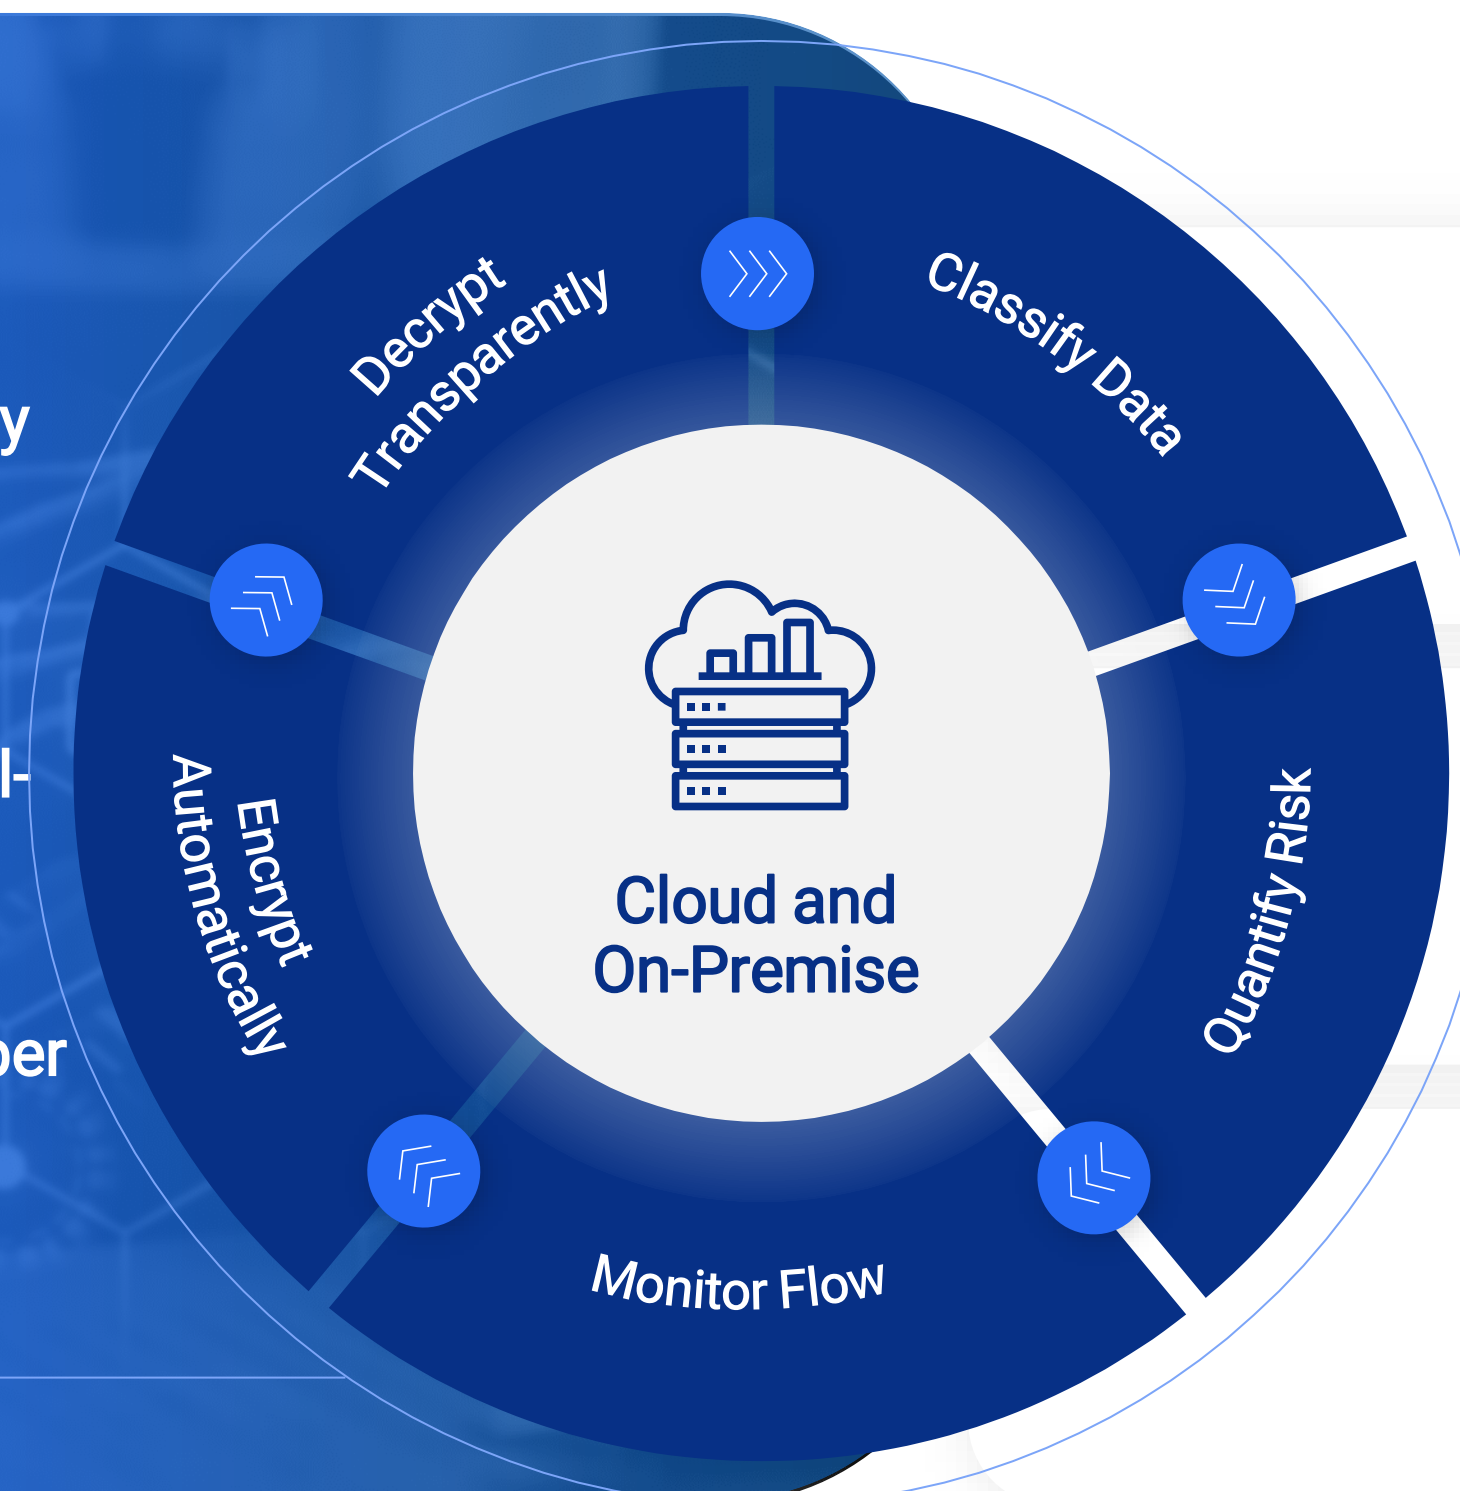 Decrypt
Transparently
Classify Data
Quantify Risk
Monitor Flow
Encrypt
Automatically
Cloud and
On-Premise